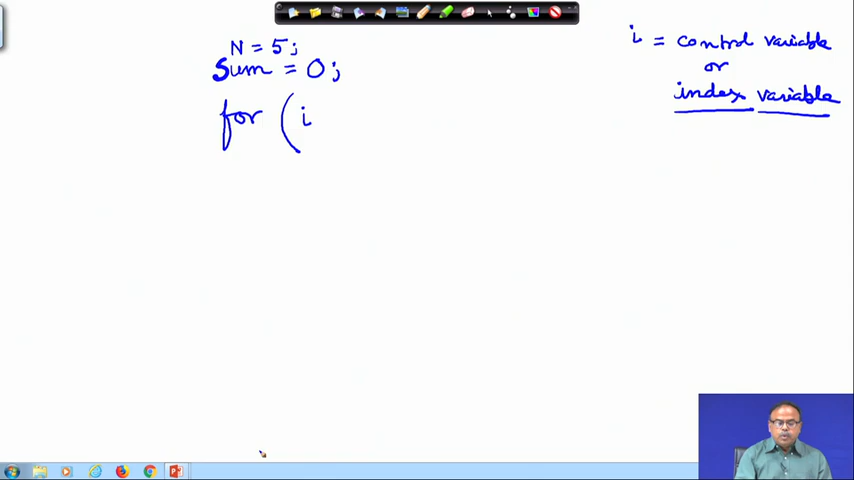 N = 5;
Sum = 0;
for ( i
i = control variable
or
index variable